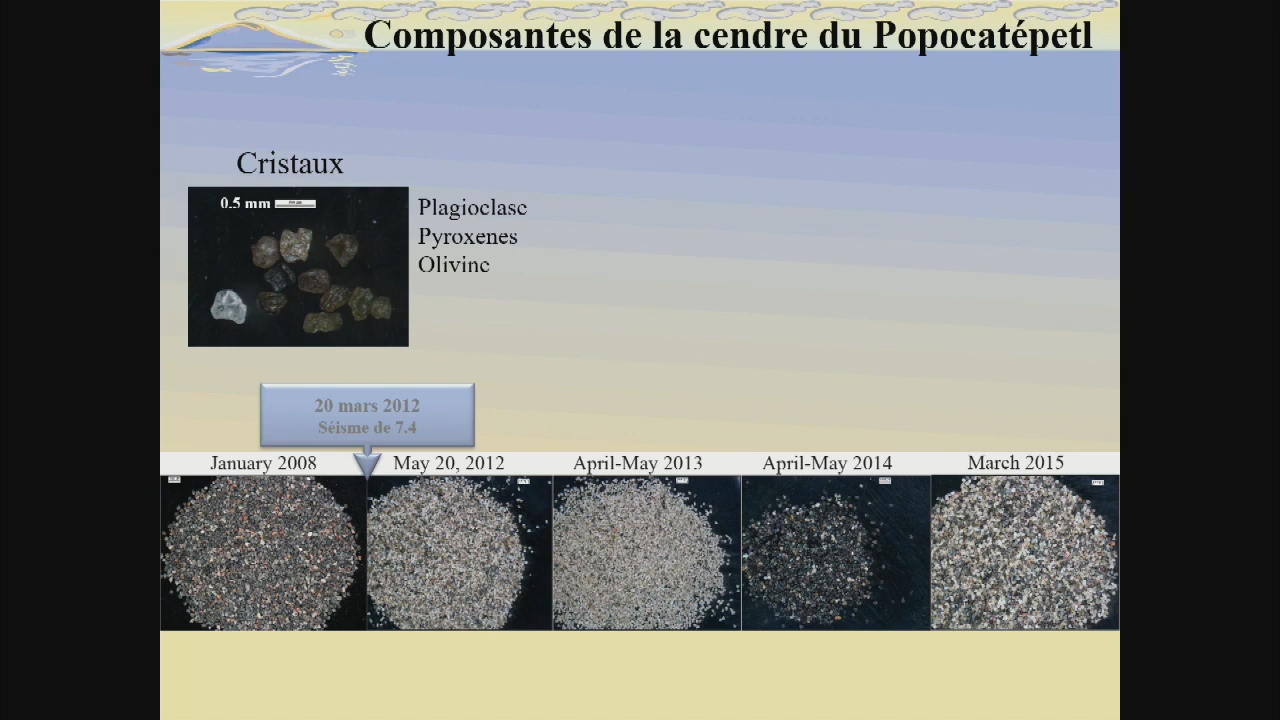 Composantes de la cendre du Popocatépetl
Cristaux
0.5 mm
Plagioclase
Pyroxenes
Olivine
20 mars 2012
Séisme de 7.4
January 2008
May 20, 2012
April-May 2013
April-May 2014
March 2015